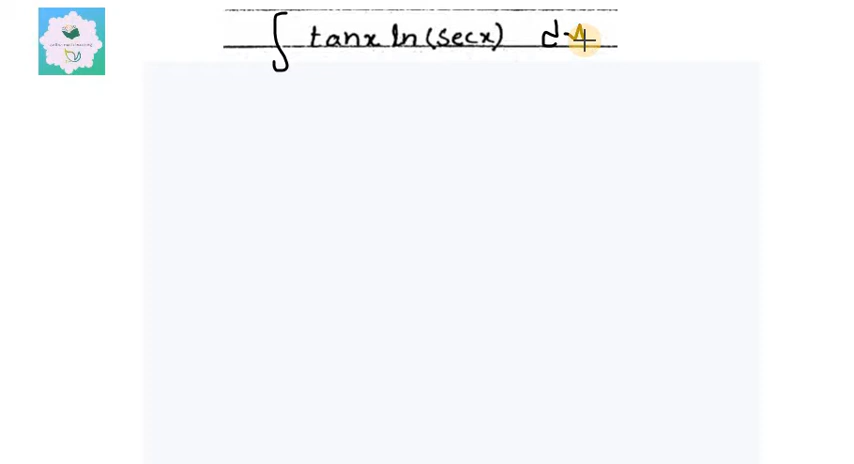 ∫ tanx ln(secx) d